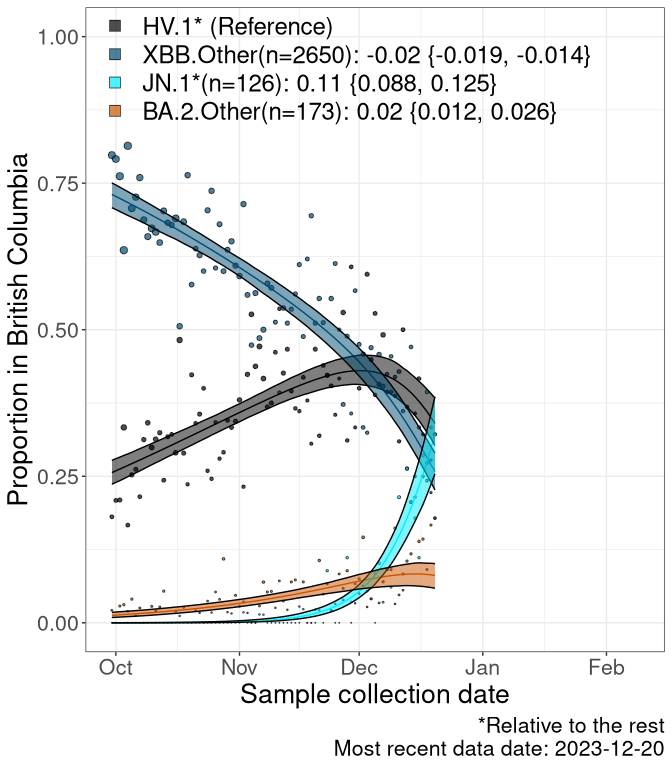 HV.1* (Reference)
XBB.Other(n=2650): -0.02 {-0.019, -0.014}
JN.1*(n=126): 0.11 {0.088, 0.125}
BA.2.Other(n=173): 0.02 {0.012, 0.026}
Proportion in British Columbia
1.00
0.75
0.50
0.25
0.00
Oct Nov Dec Jan Feb
Sample collection date
*Relative to the rest
Most recent data date: 2023-12-20